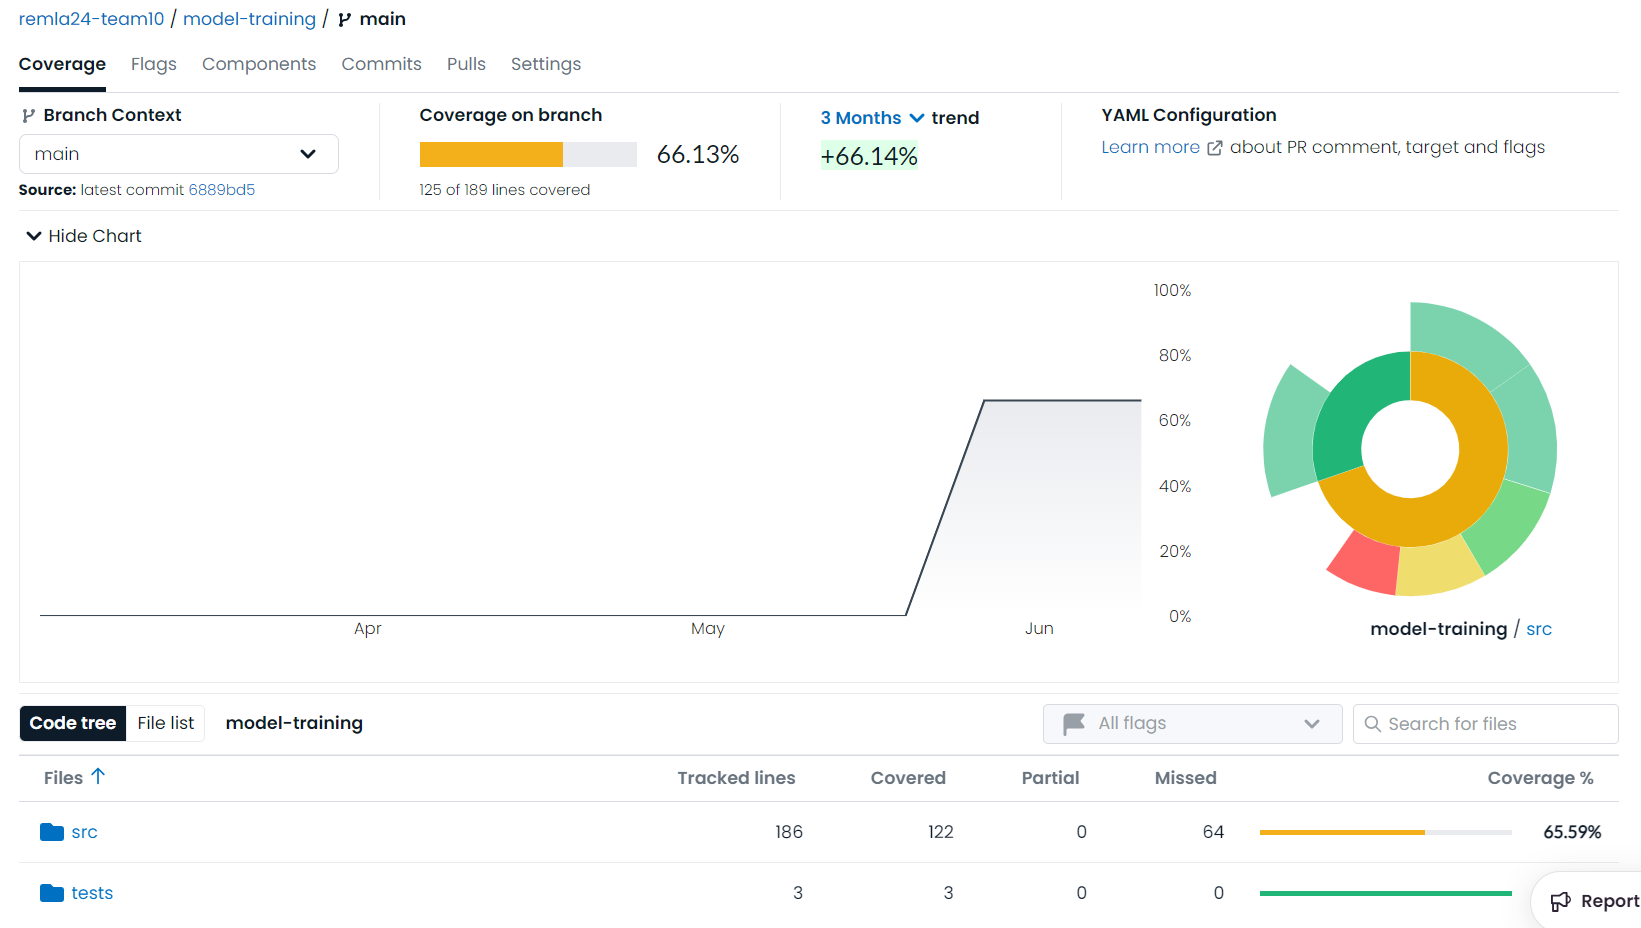 remla24-team10 / model-training / main
Coverage Flags Components Commits Pulls Settings
Branch Context
main
Source: latest commit 6889bd5
Coverage on branch
66.13%
125 of 189 lines covered
3 Months trend
+66.14%
YAML Configuration
Learn more about PR comment, target and flags
Hide Chart
100%
80%
60%
40%
20%
0%
Apr May Jun
model-training / src
Code tree File list model-training All flags Search for files
Files Tracked lines Covered Partial Missed Coverage %
src 186 122 0 64 65.59%
tests 3 3 0 0
Report